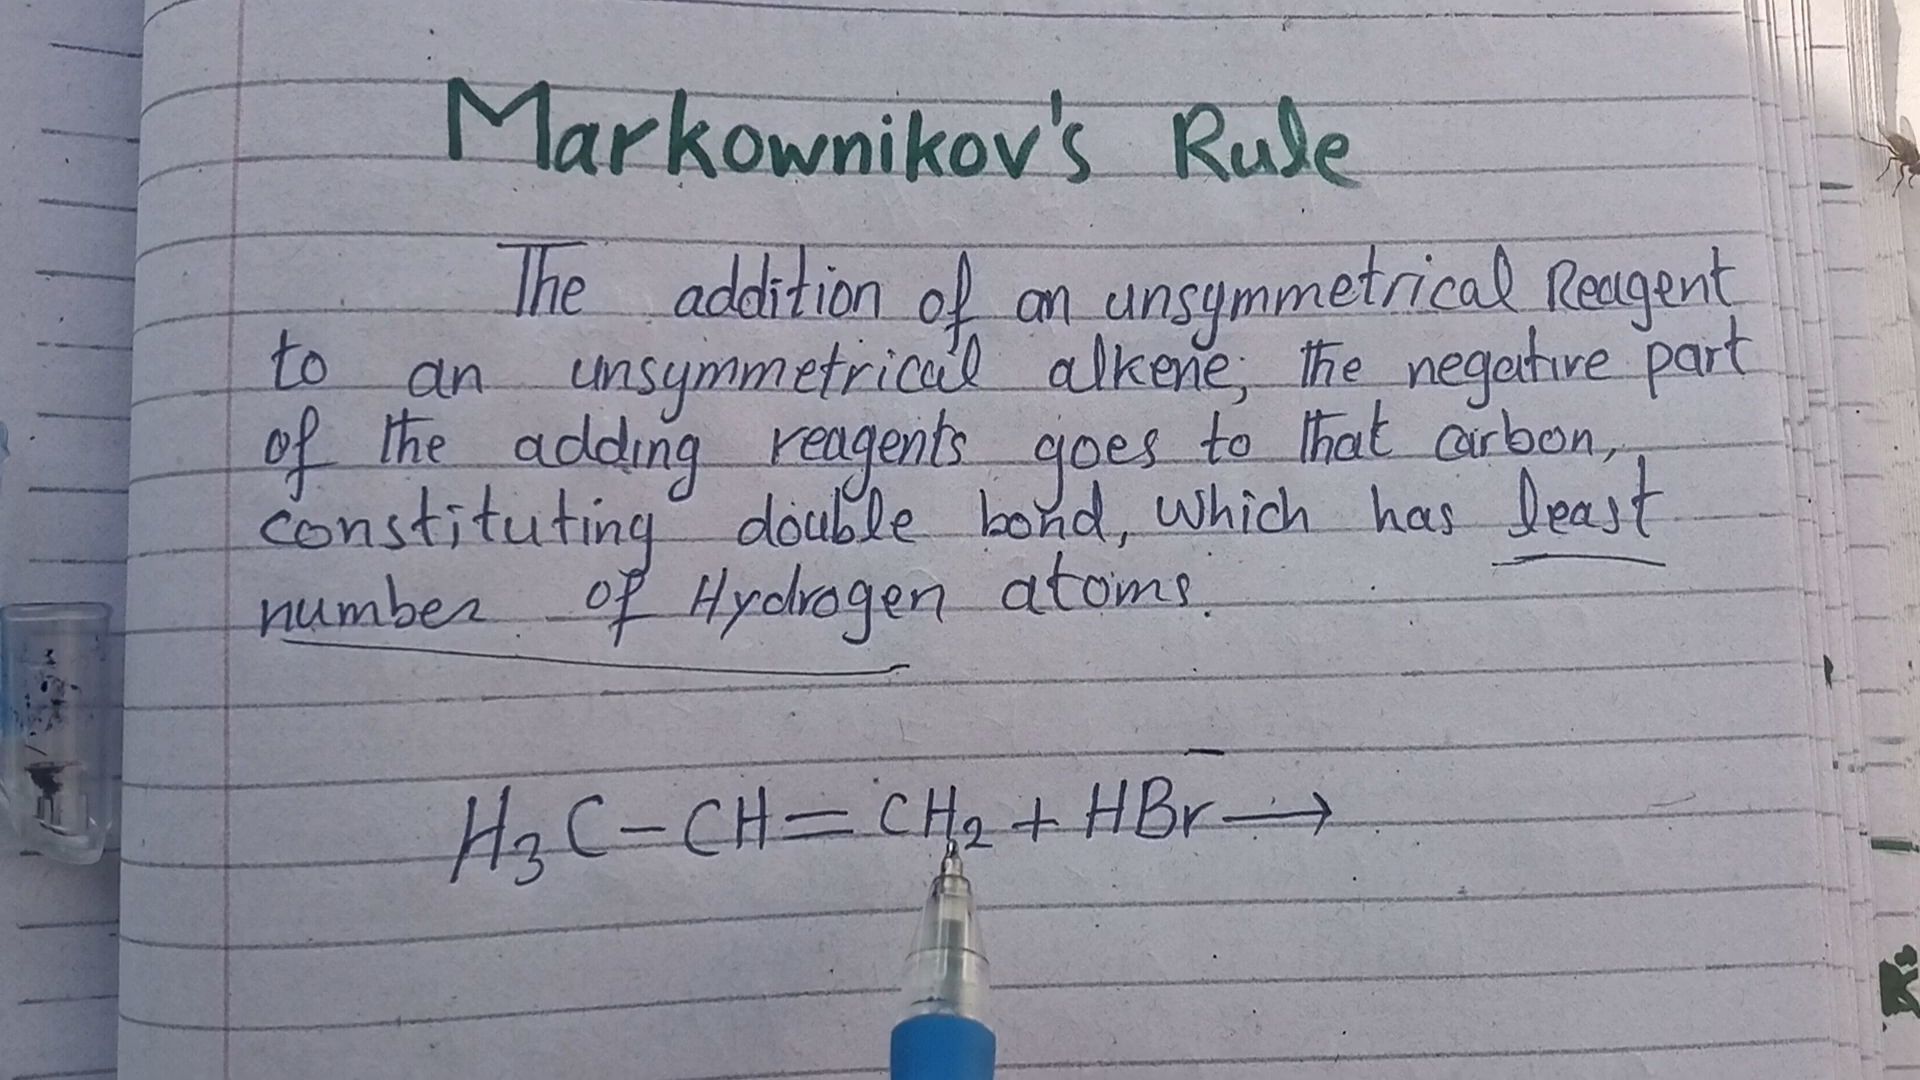 Markownikov's Rule
The addition of an unsymmetrical Reagent
to an unsymmetrical alkene, the negative part
of the adding reagents goes to that carbon,
constituting double bond, which has least
number of Hydrogen atoms.
H₃C-CH=CH₂+HBr→